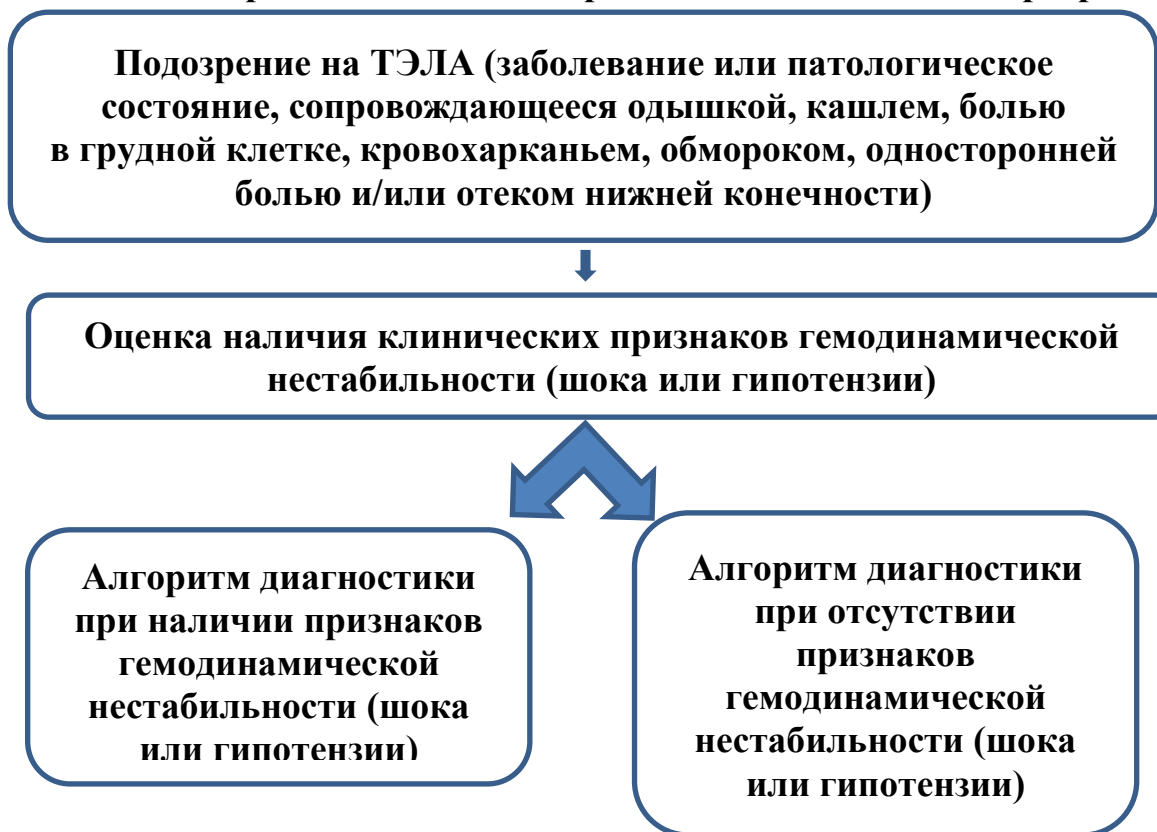 Подозрение на ТЭЛА (заболевание или патологическое
состояние, сопровождающееся одышкой, кашлем, болью
в грудной клетке, кровохарканьем, обмороком, односторонней
болью и/или отеком нижней конечности)
Оценка наличия клинических признаков гемодинамической
нестабильности (шока или гипотензии)
Алгоритм диагностики
при наличии признаков
гемодинамической
нестабильности (шока
или гипотензии)
Алгоритм диагностики
при отсутствии
признаков
гемодинамической
нестабильности (шока
или гипотензии)